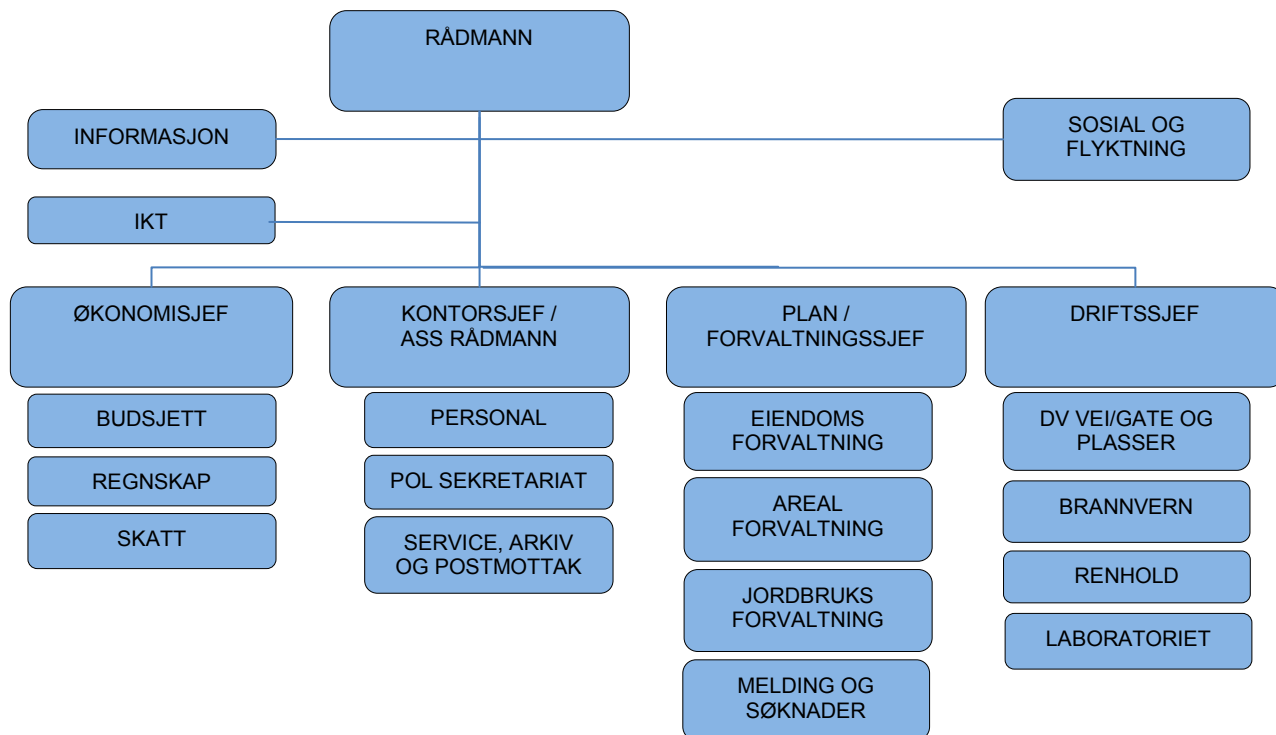 RÅDMANN
INFORMASJON
SOSIAL OG
FLYKTNING
IKT
ØKONOMISJEF
KONTORSJEF /
ASS RÅDMANN
PLAN /
FORVALTNINGSSJEF
DRIFTSSJEF
BUDSJETT
REGNSKAP
SKATT
PERSONAL
POL SEKRETARIAT
SERVICE, ARKIV
OG POSTMOTTAK
EIENDOMS
FORVALTNING
AREAL
FORVALTNING
JORDBRUKS
FORVALTNING
MELDING OG
SØKNADER
DV VEI/GATE OG
PLASSER
BRANNVERN
RENHOLD
LABORATORIET